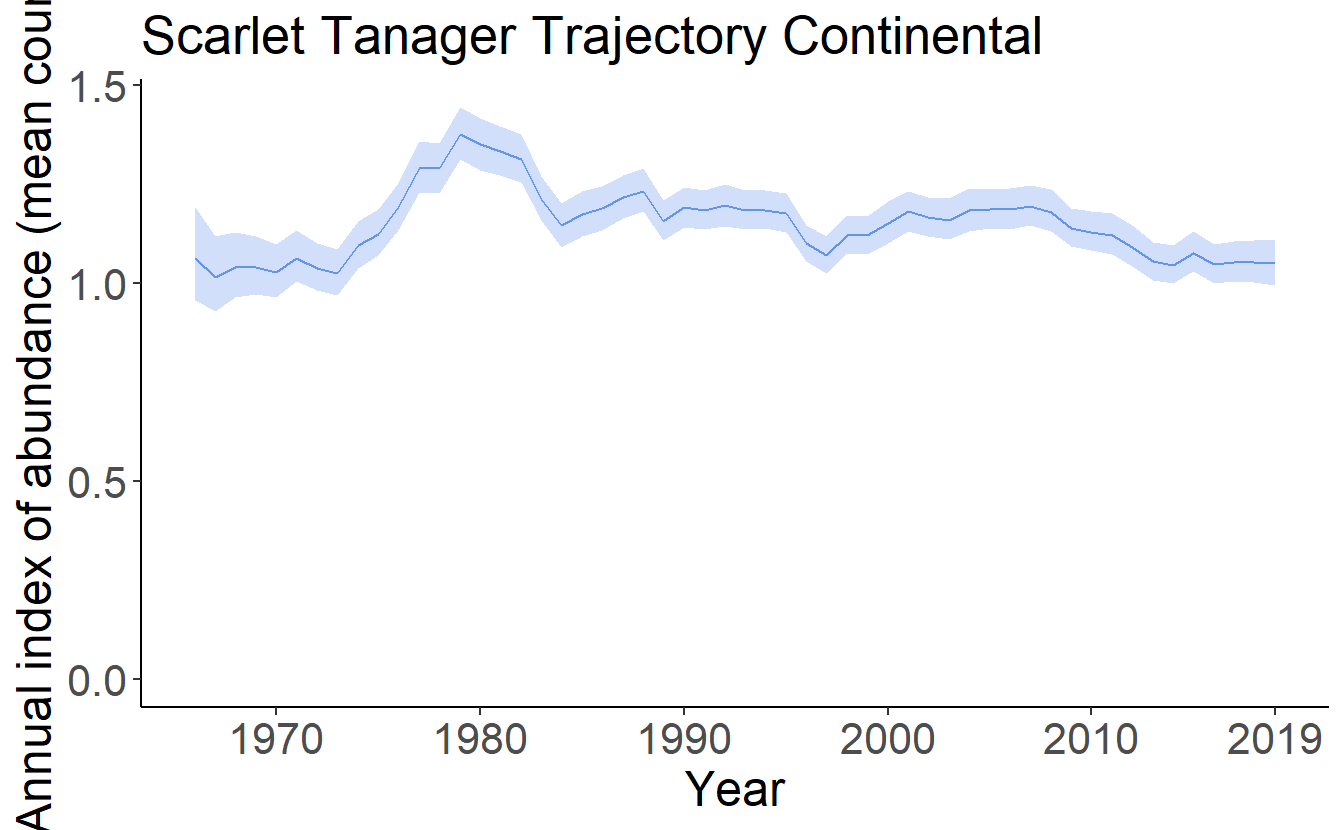 Scarlet Tanager Trajectory Continental
Annual index of abundance (mean
1.5
1.0
0.5
0.0
1970 1980 1990 2000 2010 2019
Year